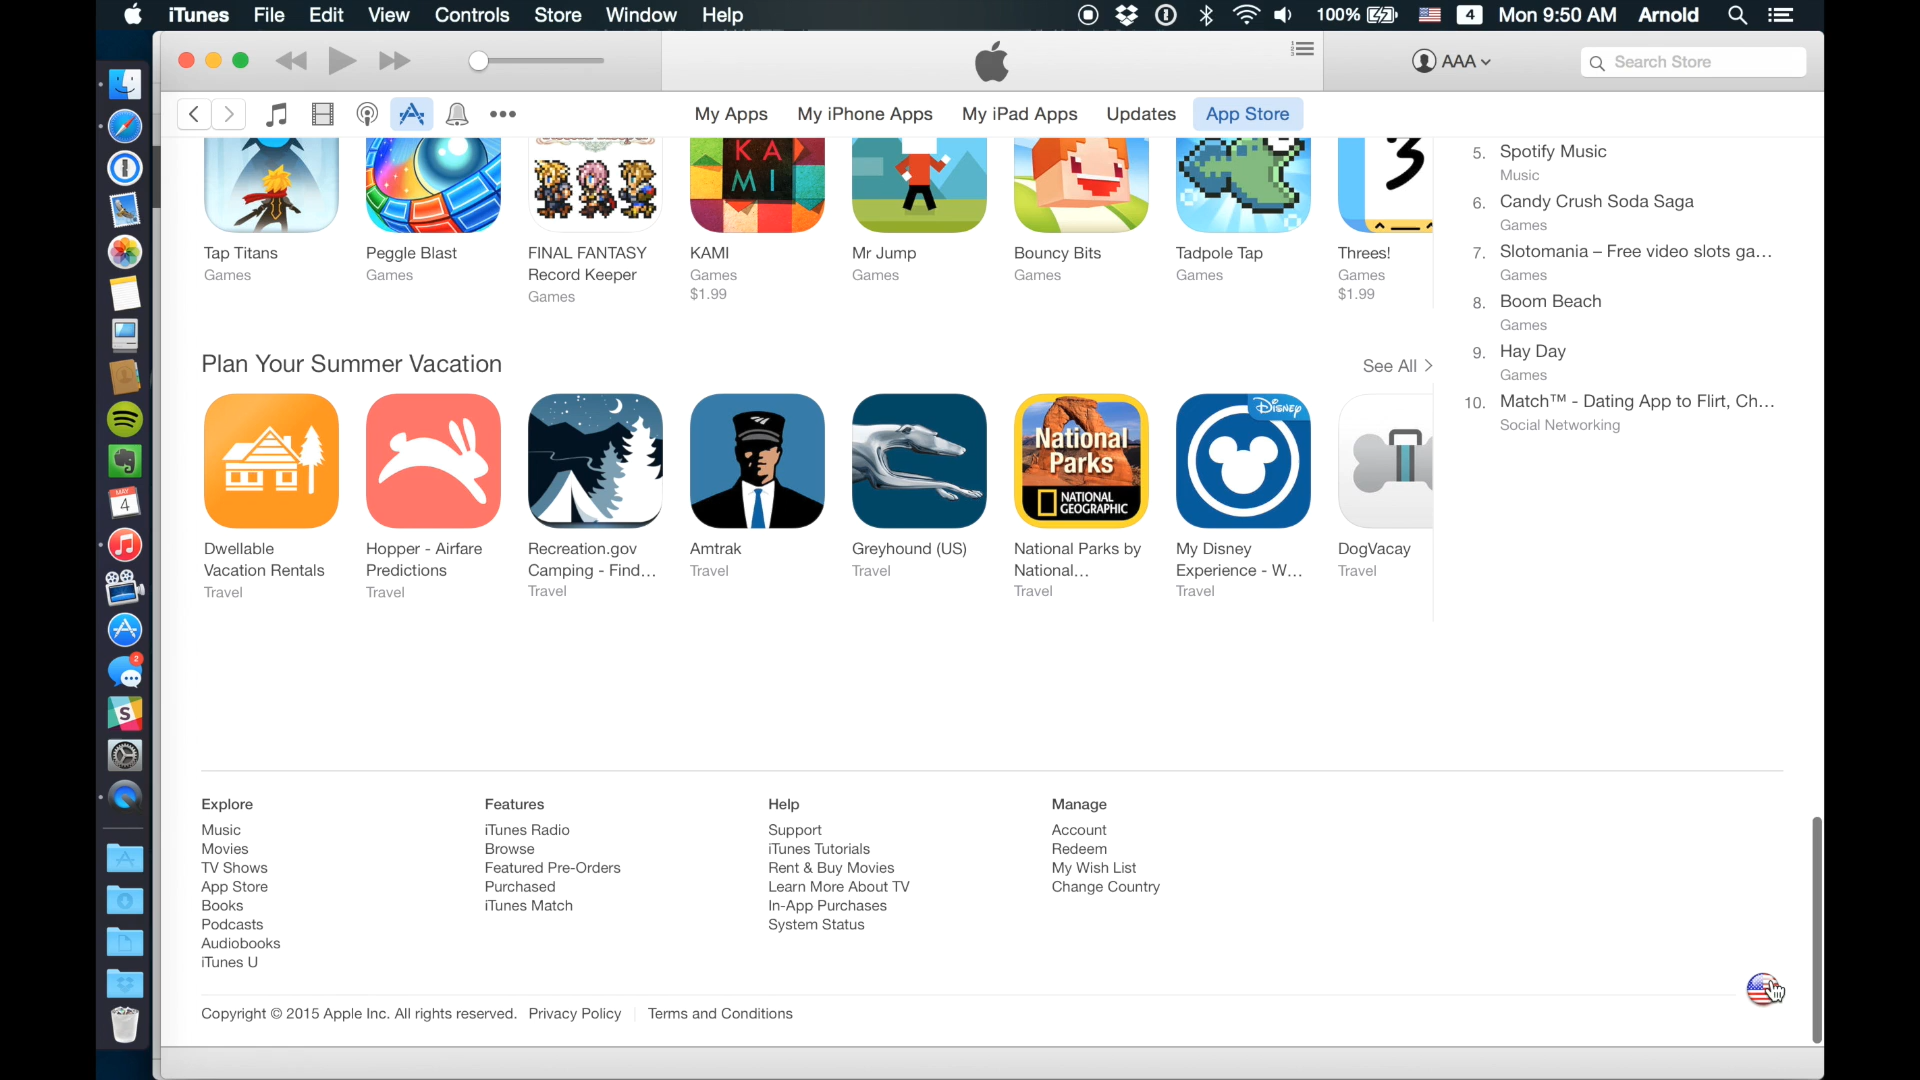 iTunes File Edit View Controls Store Window Help
100% 4 Mon 9:50 AM Arnold
AAA
Search Store
My Apps My iPhone Apps My iPad Apps Updates App Store
KA
MI
3
Tap Titans
Games
Peggle Blast
Games
FINAL FANTASY
Record Keeper
Games
KAMI
Games
$1.99
Mr Jump
Games
Bouncy Bits
Games
Tadpole Tap
Games
Threes!
Games
$1.99
5. Spotify Music
Music
6. Candy Crush Soda Saga
Games
7. Slotomania – Free video slots ga...
Games
8. Boom Beach
Games
9. Hay Day
Games
10. Match™ - Dating App to Flirt, Ch...
Social Networking
Plan Your Summer Vacation
See All >
National
Parks
NATIONAL
GEOGRAPHIC
Disney
Dwellable
Vacation Rentals
Travel
Hopper - Airfare
Predictions
Travel
Recreation.gov
Camping - Find...
Travel
Amtrak
Travel
Greyhound (US)
Travel
National Parks by
National...
Travel
My Disney
Experience - W...
Travel
DogVacay
Travel
MAY
4
2
S
Explore
Music
Movies
TV Shows
App Store
Books
Podcasts
Audiobooks
iTunes U
Features
iTunes Radio
Browse
Featured Pre-Orders
Purchased
iTunes Match
Help
Support
iTunes Tutorials
Rent & Buy Movies
Learn More About TV
In-App Purchases
System Status
Manage
Account
Redeem
My Wish List
Change Country
Copyright © 2015 Apple Inc. All rights reserved. Privacy Policy Terms and Conditions